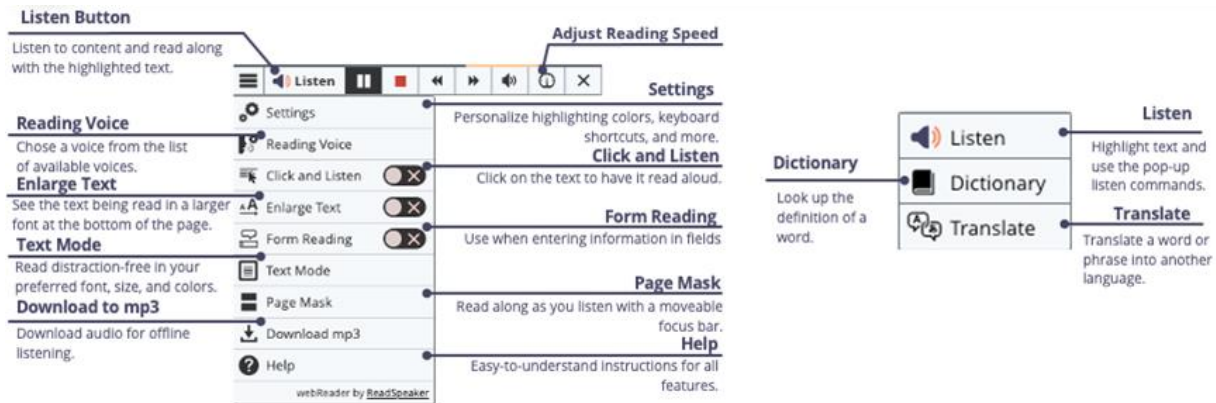 Listen Button
Listen to content and read along
with the highlighted text.
Reading Voice
Chose a voice from the list
of available voices.
Enlarge Text
See the text being read in a larger
font at the bottom of the page.
Text Mode
Read distraction-free in your
preferred font, size, and colors.
Download to mp3
Download audio for offline
listening.
Listen
Settings
Reading Voice
Click and Listen
Enlarge Text
Form Reading
Text Mode
Page Mask
Download mp3
Help
webReader by ReadSpeaker
Adjust Reading Speed
Settings
Personalize highlighting colors, keyboard
shortcuts, and more.
Click and Listen
Click on the text to have it read aloud.
Form Reading
Use when entering information in fields
Page Mask
Read along as you listen with a moveable
focus bar.
Help
Easy-to-understand instructions for all
features.
Dictionary
Look up the
definition of a
word.
Listen
Dictionary
Translate
Listen
Highlight text and
use the pop-up
listen commands.
Translate
Translate a word or
phrase into another
language.